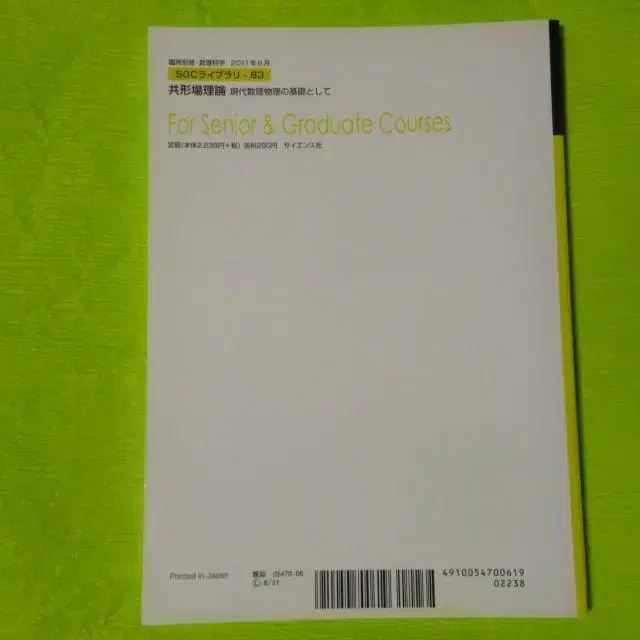 臨時別冊・数理科学 2011年6月
SGCライブラリ - 83
共形場理論 現代数理物理の基礎として
For Senior & Graduate Courses
定価(本体2,238円+税) 送料290円 サイエンス社
Printed in Japan
雑誌 05470-06
Ⓒ-8/21
4910054700619
02238